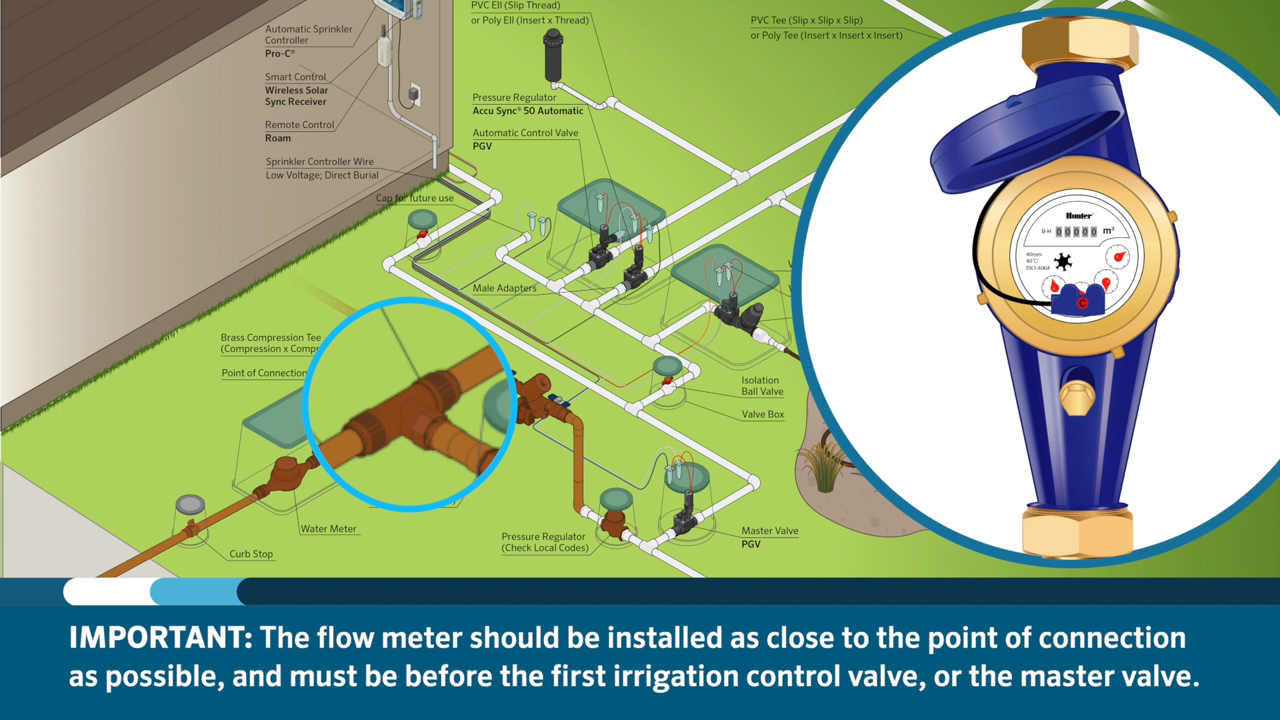 PVC Ell (Slip Thread)
or Poly Ell (Insert x Thread)
PVC Tee (Slip x Slip x Slip)
or Poly Tee (Insert x Insert x Insert)
Automatic Sprinkler
Controller
Pro-C®
Smart Control
Wireless Solar
Sync Receiver
Remote Control
Roam
Sprinkler Controller Wire
Low Voltage; Direct Burial
Cap for future use
Pressure Regulator
Accu Sync® 50 Automatic
Automatic Control Valve
PGV
Male Adapters
Brass Compression Tee
(Compression x Comp
Point of Connection
Isolation
Ball Valve
Valve Box
Water Meter
Curb Stop
Pressure Regulator
(Check Local Codes)
Master Valve
PGV
Hunter®
B-H 00000 m³
40mm
40°C
ISO-4064
C
IMPORTANT: The flow meter should be installed as close to the point of connection
as possible, and must be before the first irrigation control valve, or the master valve.